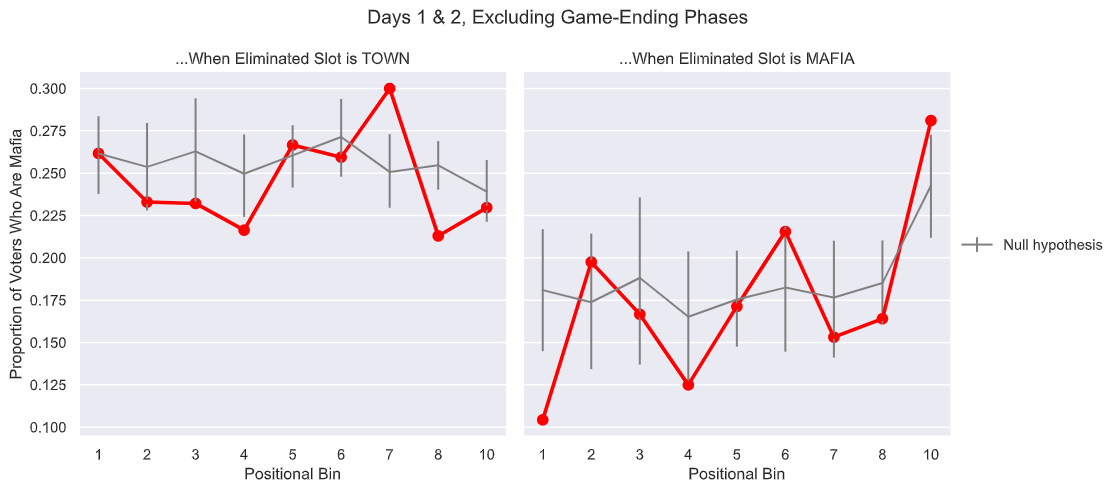 Days 1 & 2, Excluding Game-Ending Phases
...When Eliminated Slot is TOWN
...When Eliminated Slot is MAFIA
Proportion of Voters Who Are Mafia
0.300
0.275
0.250
0.225
0.200
0.175
0.150
0.125
0.100
Null hypothesis
1 2 3 4 5 6 7 8 10
1 2 3 4 5 6 7 8 10
Positional Bin
Positional Bin